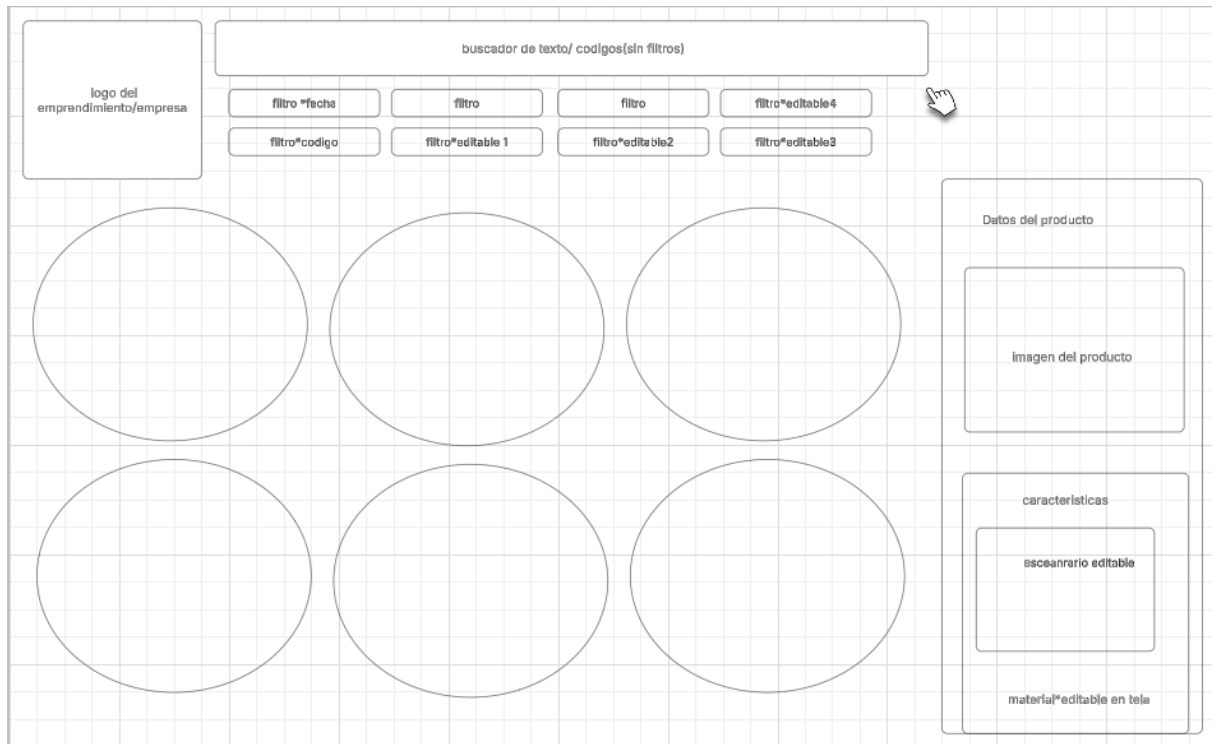 buscador de texto/ codigos(sin filtros)
logo del
emprendimiento/empresa
filtro *fecha
filtro
filtro
filtro*editable4
filtro*codigo
filtro*editable 1
filtro*editable2
filtro*editable3
Datos del producto
imagen del producto
caracteristicas
esceanrario editable
material*editable en tela